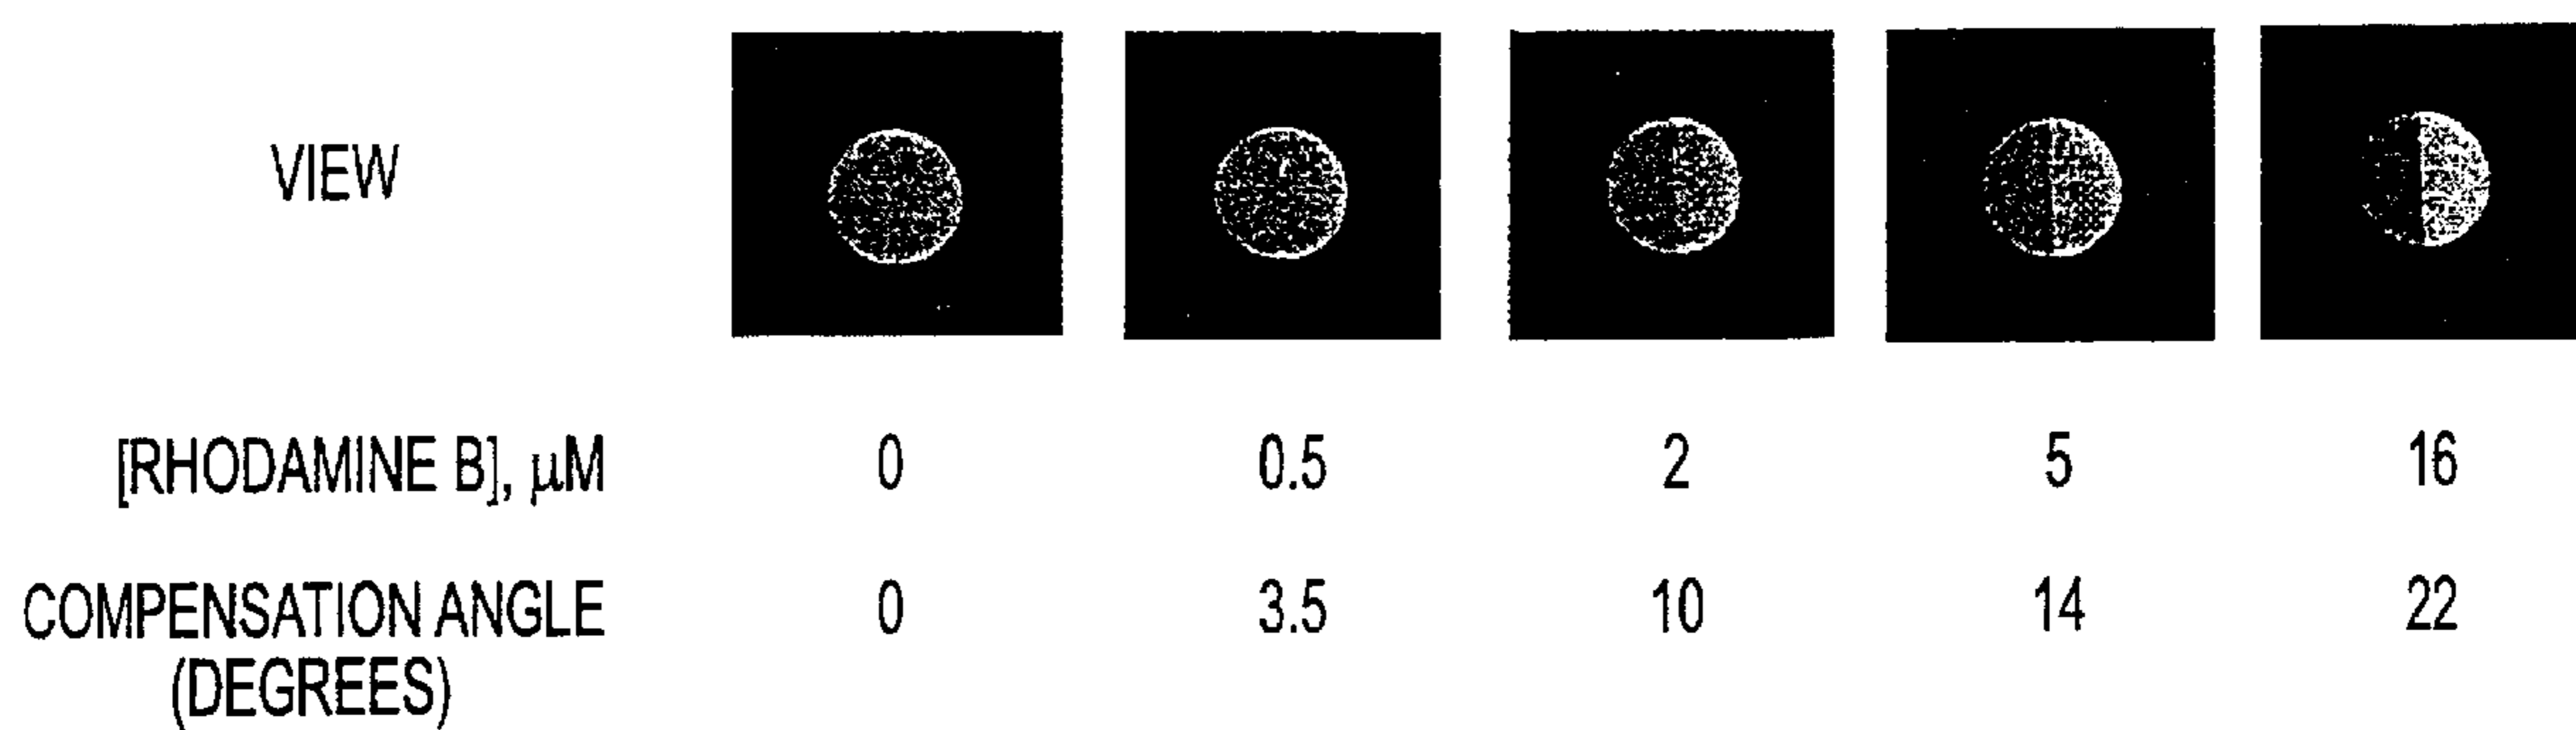 VIEW
[RHODAMINE B], μM 0 0.5 2 5 16
COMPENSATION ANGLE 0 3.5 10 14 22
(DEGREES)